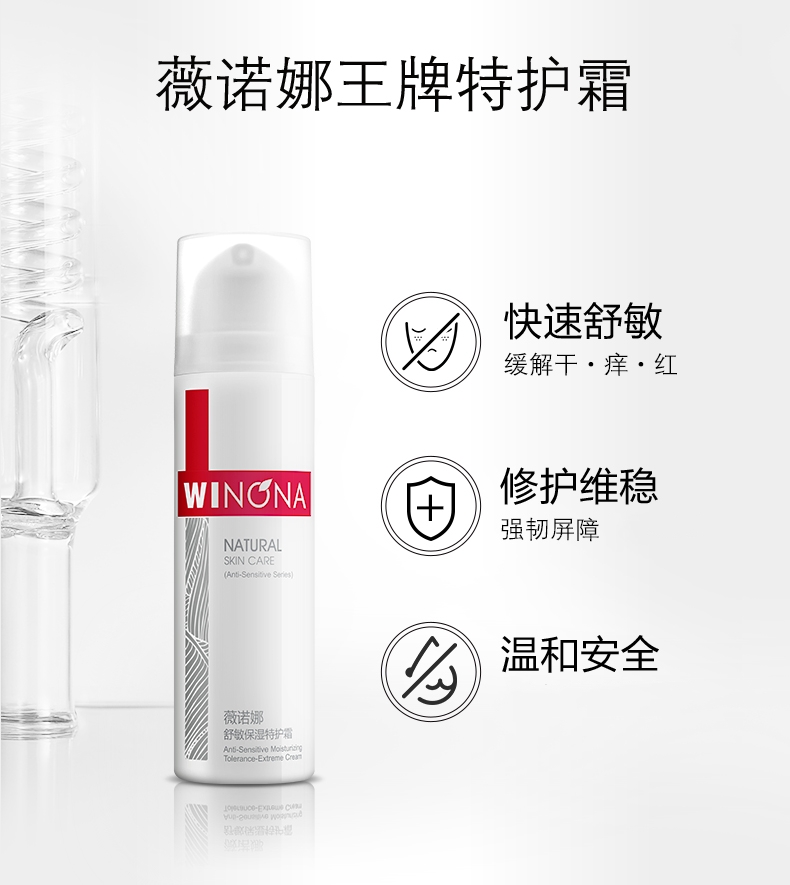 薇诺娜王牌特护霜
快速舒敏
缓解干·痒·红
修护维稳
强韧屏障
温和安全
WINONA
NATURAL
SKIN CARE
(Anti-Sensitive Series)
薇诺娜
舒敏保湿特护霜
Anti-Sensitive Moisturizing
Tolerance-Extreme Cream